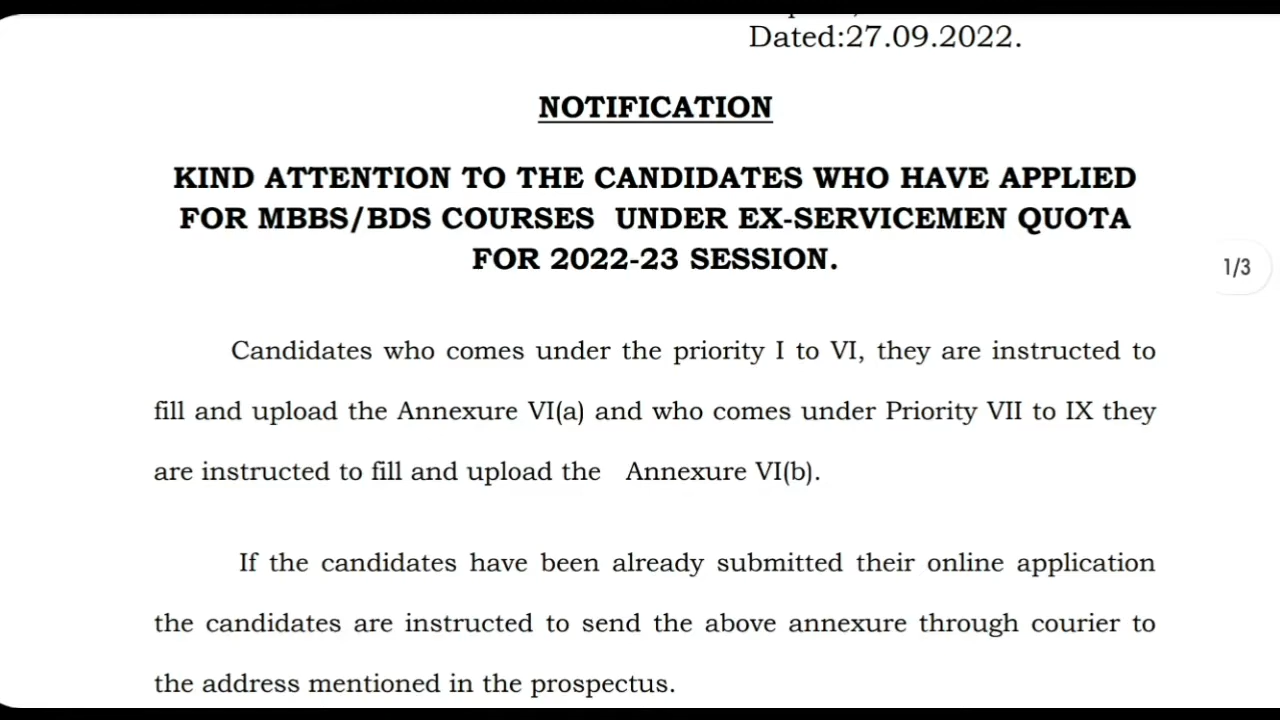 Dated:27.09.2022.
NOTIFICATION
KIND ATTENTION TO THE CANDIDATES WHO HAVE APPLIED
FOR MBBS/BDS COURSES UNDER EX-SERVICEMEN QUOTA
FOR 2022-23 SESSION.
1/3
Candidates who comes under the priority I to VI, they are instructed to
fill and upload the Annexure VI(a) and who comes under Priority VII to IX they
are instructed to fill and upload the Annexure VI(b).
If the candidates have been already submitted their online application
the candidates are instructed to send the above annexure through courier to
the address mentioned in the prospectus.